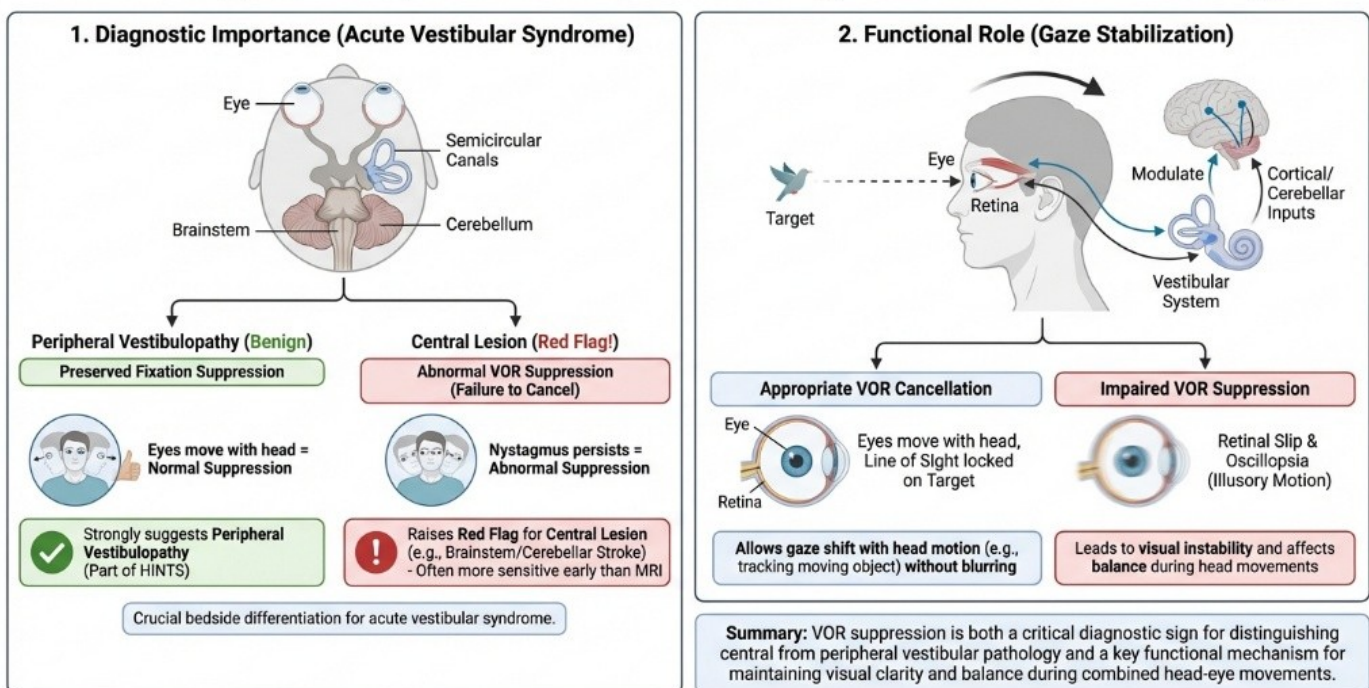 1. Diagnostic Importance (Acute Vestibular Syndrome)
Eye
Semicircular
Canals
Brainstem
Cerebellum
Peripheral Vestibulopathy (Benign)
Preserved Fixation Suppression
Eyes move with head =
Normal Suppression
Strongly suggests Peripheral
Vestibulopathy
(Part of HINTS)
Central Lesion (Red Flag!)
Abnormal VOR Suppression
(Failure to Cancel)
Nystagmus persists =
Abnormal Suppression
Raises Red Flag for Central Lesion
(e.g., Brainstem/Cerebellar Stroke)
- Often more sensitive early than MRI
Crucial bedside differentiation for acute vestibular syndrome.
2. Functional Role (Gaze Stabilization)
Target
Eye
Retina
Modulate
Cortical/
Cerebellar
Inputs
Vestibular
System
Appropriate VOR Cancellation
Eye
Retina
Eyes move with head,
Line of Sight locked
on Target
Allows gaze shift with head motion (e.g.,
tracking moving object) without blurring
Impaired VOR Suppression
Retinal Slip &
Oscillopsia
(Illusory Motion)
Leads to visual instability and affects
balance during head movements
Summary: VOR suppression is both a critical diagnostic sign for distinguishing
central from peripheral vestibular pathology and a key functional mechanism for
maintaining visual clarity and balance during combined head-eye movements.